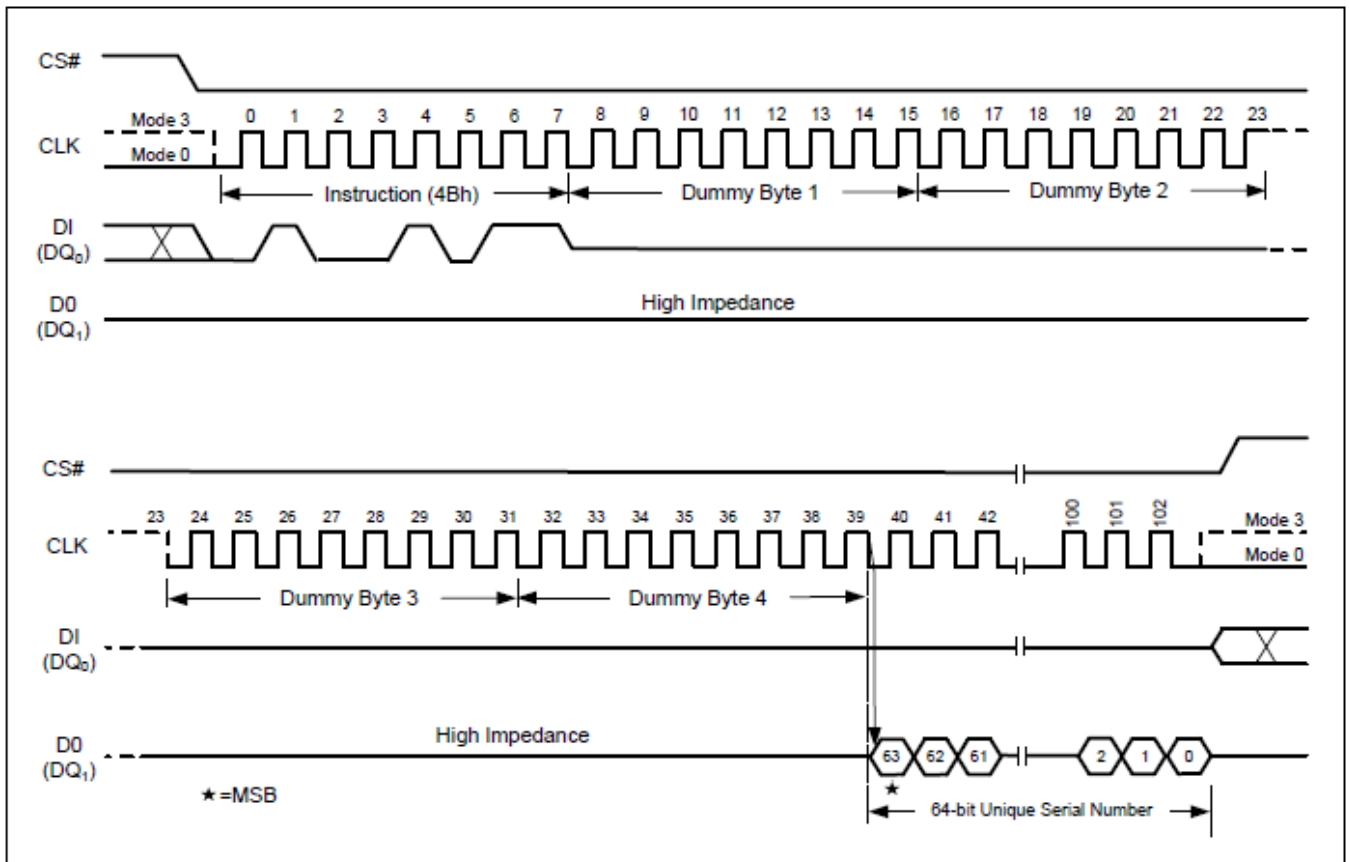 CS#
Mode 3 0 1 2 3 4 5 6 7 8 9 10 11 12 13 14 15 16 17 18 19 20 21 22 23
CLK
Mode 0
Instruction (4Bh) Dummy Byte 1 Dummy Byte 2
DI
(DQ₀)
D0 High Impedance
(DQ₁)
CS#
23 24 25 26 27 28 29 30 31 32 33 34 35 36 37 38 39 40 41 42 100 101 102 Mode 3
CLK
Mode 0
Dummy Byte 3 Dummy Byte 4
DI
(DQ₀)
D0 High Impedance
(DQ₁)
63 62 61 2 1 0
★=MSB ★
64-bit Unique Serial Number